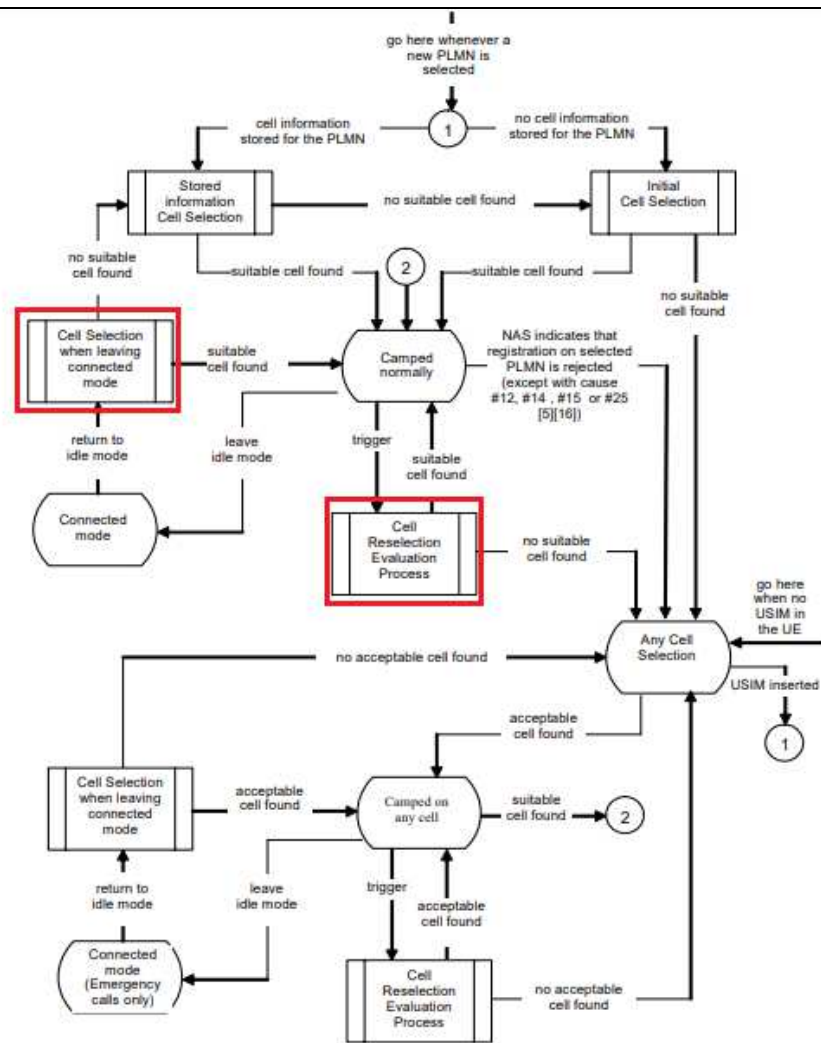 go here whenever a
new PLMN is
selected
cell information
stored for the PLMN
1
no cell information
stored for the PLMN
Stored
information
Cell Selection
no suitable cell found
Initial
Cell Selection
no suitable
cell found
suitable cell found
2
suitable cell found
no suitable
cell found
Cell Selection
when leaving
connected
mode
suitable
cell found
Camped
normally
NAS indicates that
registration on selected
PLMN is rejected
(except with cause
#12, #14 , #15 or #25
[5][16])
return to
idle mode
leave
idle mode
trigger
suitable
cell found
Connected
mode
Cell
Reselection
Evaluation
Process
no suitable
cell found
go here
when no
USIM in
the UE
Any Cell
Selection
no acceptable cell found
USIM inserted
1
acceptable
cell found
Cell Selection
when leaving
connected
mode
acceptable
cell found
Camped on
any cell
suitable
cell found
2
return to
idle mode
leave
idle mode
trigger
acceptable
cell found
Connected
mode
(Emergency
calls only)
Cell
Reselection
Evaluation
Process
no acceptable
cell found